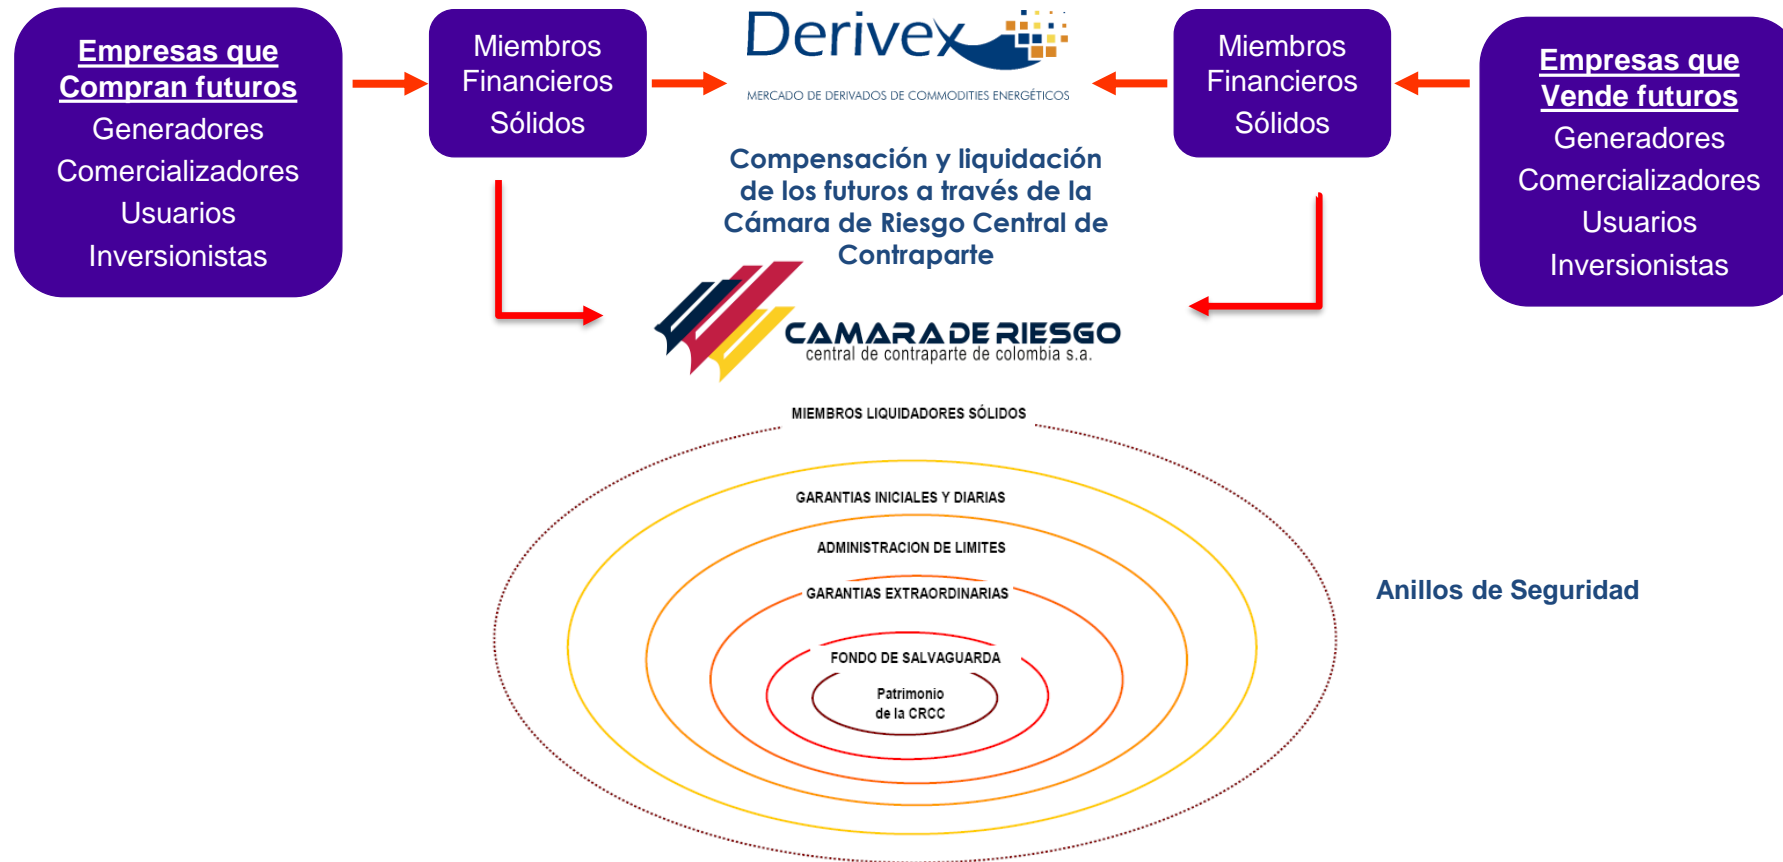 Empresas que
Compran futuros
Generadores
Comercializadores
Usuarios
Inversionistas
Miembros
Financieros
Sólidos
Derivex
MERCADO DE DERIVADOS DE COMMODITIES ENERGÉTICOS
Miembros
Financieros
Sólidos
Empresas que
Vende futuros
Generadores
Comercializadores
Usuarios
Inversionistas
Compensación y liquidación
de los futuros a través de la
Cámara de Riesgo Central de
Contraparte
CAMARA DE RIESGO
central de contraparte de colombia s.a.
MIEMBROS LIQUIDADORES SÓLIDOS
GARANTIAS INICIALES Y DIARIAS
ADMINISTRACION DE LIMITES
GARANTIAS EXTRAORDINARIAS
FONDO DE SALVAGUARDA
Patrimonio
de la CRCC
Anillos de Seguridad